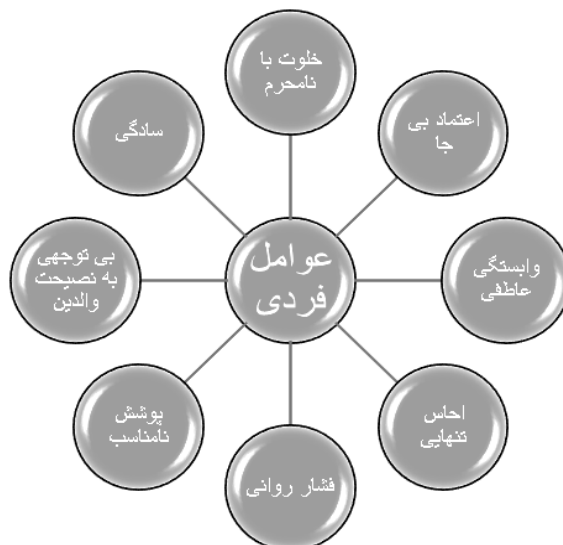 خلوت با
نامحرم
اعتماد بی
جا
وابستگی
عاطفی
احاس
تنهایی
فشار روانی
پوشش
نامناسب
بی توجهی
به نصیحت
والدین
سادگی
عوامل
فردی